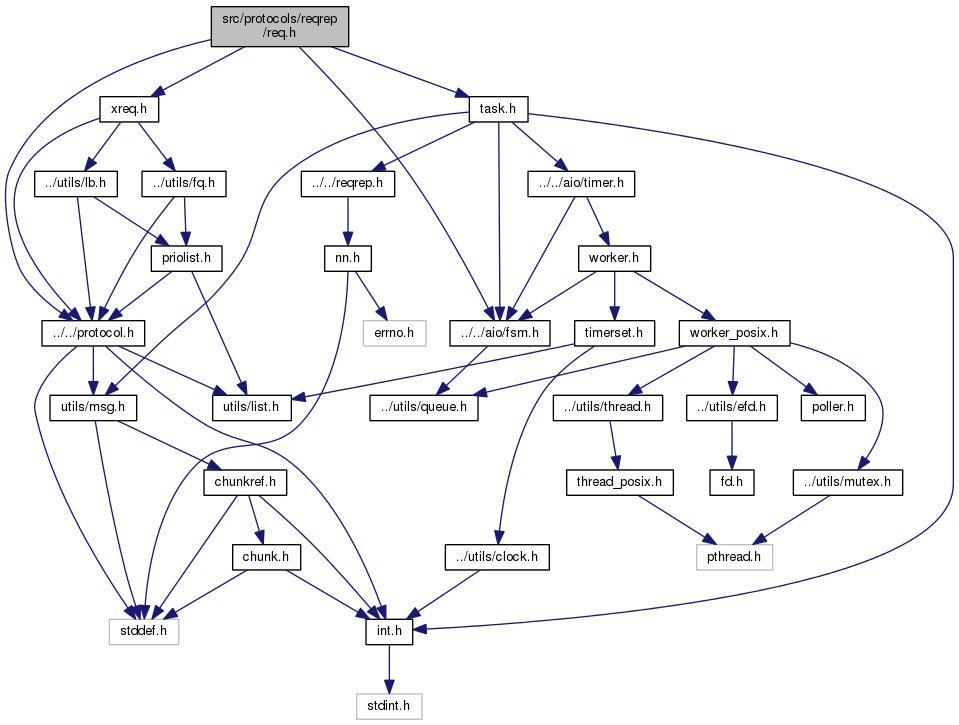 src/protocols/reqrep
/req.h
xreq.h
task.h
../utils/lb.h
../utils/fq.h
../../reqrep.h
../../aio/timer.h
priolist.h
nn.h
worker.h
../../protocol.h
errno.h
../../aio/fsm.h
timerset.h
worker_posix.h
utils/msg.h
utils/list.h
../utils/queue.h
../utils/thread.h
../utils/efd.h
poller.h
chunkref.h
thread_posix.h
fd.h
../utils/mutex.h
chunk.h
../utils/clock.h
pthread.h
stddef.h
int.h
stdint.h